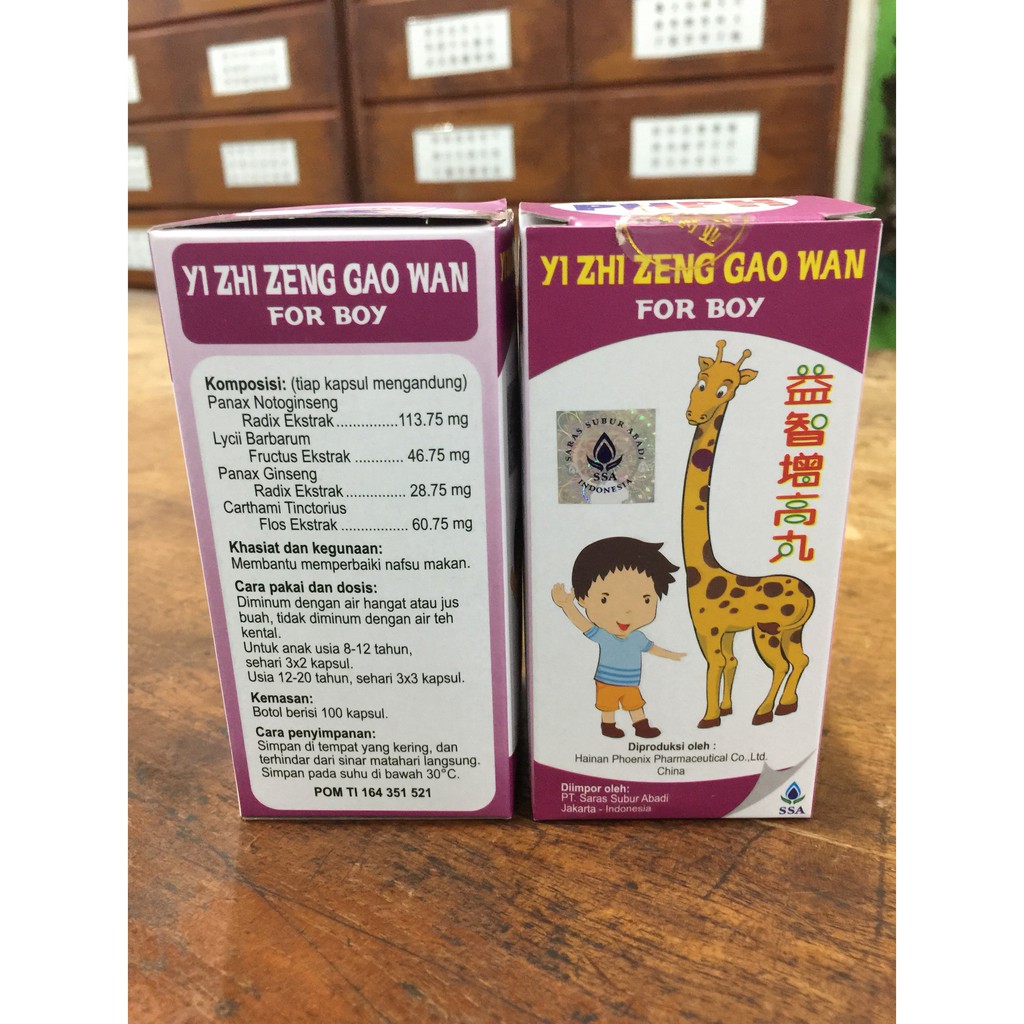 YI ZHI ZENG GAO WAN
FOR BOY
Komposisi: (tiap kapsul mengandung)
Panax Notoginseng
Radix Ekstrak...............113.75 mg
Lycii Barbarum
Fructus Ekstrak ............ 46.75 mg
Panax Ginseng
Radix Ekstrak............... 28.75 mg
Carthami Tinctorius
Flos Ekstrak ................. 60.75 mg
Khasiat dan kegunaan:
Membantu memperbaiki nafsu makan.
Cara pakai dan dosis:
Diminum dengan air hangat atau jus
buah, tidak diminum dengan air teh
kental.
Untuk anak usia 8-12 tahun,
sehari 3x2 kapsul.
Usia 12-20 tahun, sehari 3x3 kapsul.
Kemasan:
Botol berisi 100 kapsul.
Cara penyimpanan:
Simpan di tempat yang kering, dan
terhindar dari sinar matahari langsung.
Simpan pada suhu di bawah 30°C.
POM TI 164 351 521
YI ZHI ZENG GAO WAN
FOR BOY
益智增高丸
SARAS SUBUR ABADI
SSA
INDONESIA
Diproduksi oleh :
Hainan Phoenix Pharmaceutical Co.,Ltd.
China
Diimpor oleh:
PT. Saras Subur Abadi
Jakarta - Indonesia
SSA